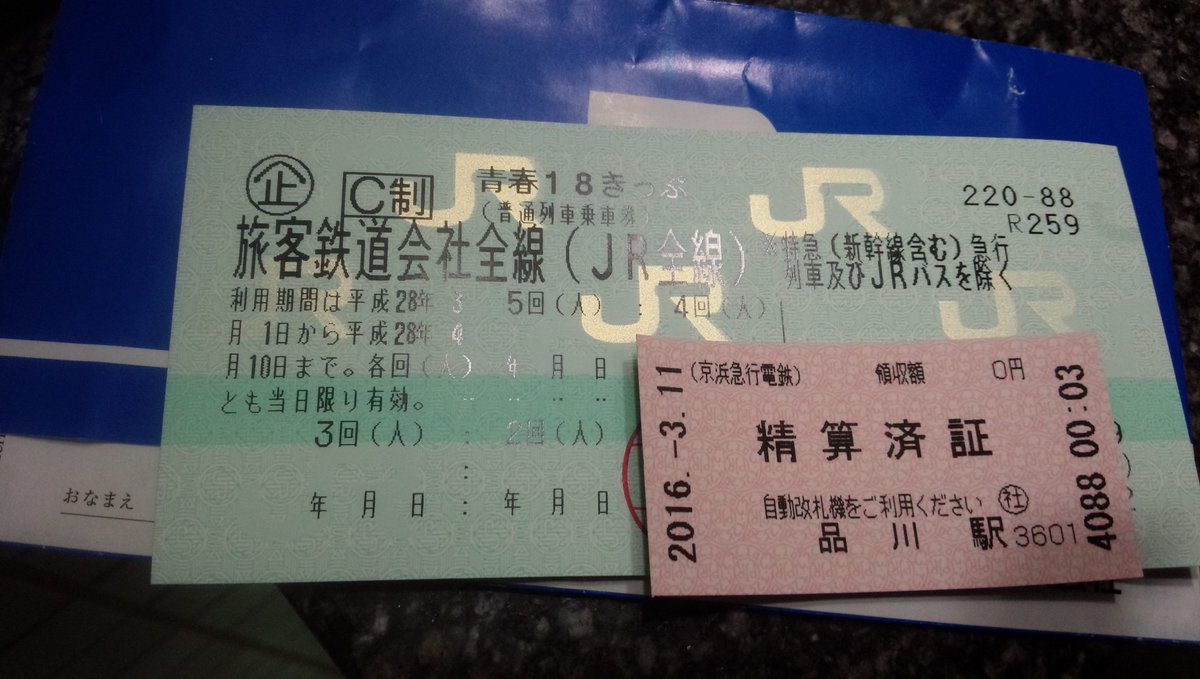 企 C制 青春18きっぷ
(普通列車乗車券)
220-88
R259
旅客鉄道会社全線(JR全線)
※特急(新幹線含む)急行
列車及びJRバスを除く
利用期間は平成28年 3
月 1日から平成28年 4
月10日まで。各回(人)
とも当日限り有効。
5回(人) : 4回(人)
年 月 日
3回(人) : 2回(人)
年 月 日 : 年 月 日
JR JR
JR JR
おなまえ
(京浜急行電鉄) 領収額 0円
精算済証
自動改札機をご利用ください 社
品川 駅 3601
2016.-3.11
4088 00:03